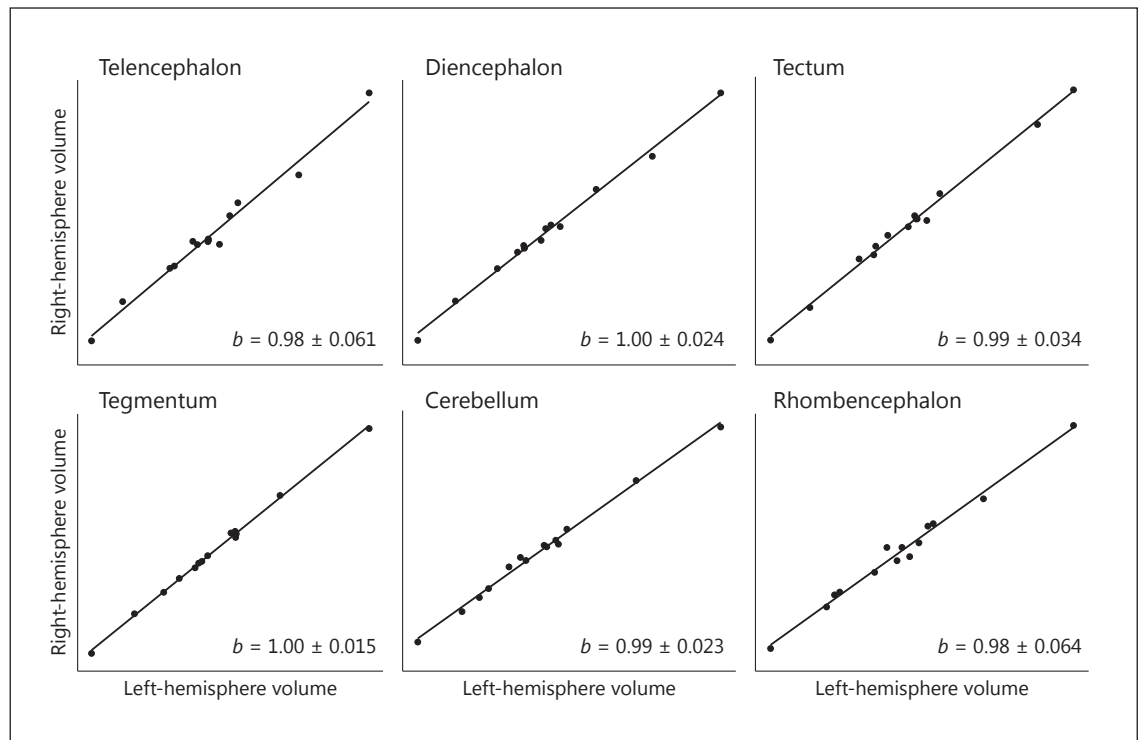 Telencephalon
Diencephalon
Tectum
Right-hemisphere volume
b = 0.98 ± 0.061
b = 1.00 ± 0.024
b = 0.99 ± 0.034
Tegmentum
Cerebellum
Rhombencephalon
Right-hemisphere volume
b = 1.00 ± 0.015
b = 0.99 ± 0.023
b = 0.98 ± 0.064
Left-hemisphere volume
Left-hemisphere volume
Left-hemisphere volume